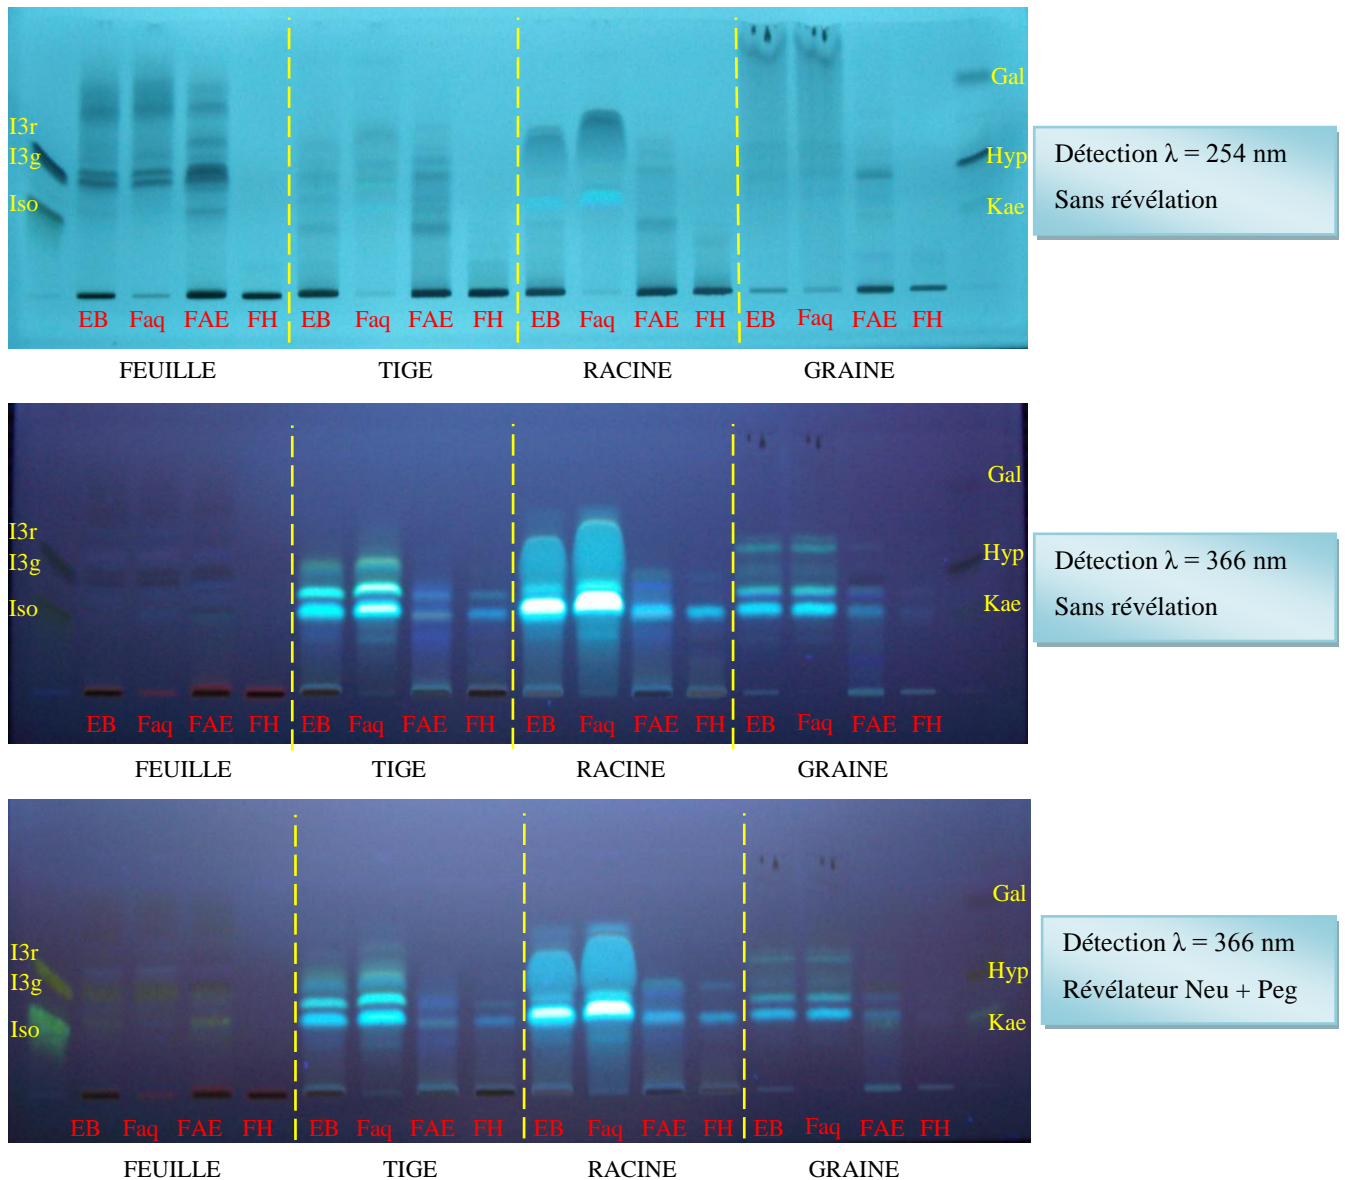 I3r
I3g
Iso
Gal
Hyp
Kae
EB Faq FAE FH EB Faq FAE FH EB Faq FAE FH EB Faq FAE FH
FEUILLE TIGE RACINE GRAINE
Détection λ = 254 nm
Sans révélation
I3r
I3g
Iso
Gal
Hyp
Kae
EB Faq FAE FH EB Faq FAE FH EB Faq FAE FH EB Faq FAE FH
FEUILLE TIGE RACINE GRAINE
Détection λ = 366 nm
Sans révélation
I3r
I3g
Iso
Gal
Hyp
Kae
EB Faq FAE FH EB Faq FAE FH EB Faq FAE FH EB Faq FAE FH
FEUILLE TIGE RACINE GRAINE
Détection λ = 366 nm
Révélateur Neu + Peg